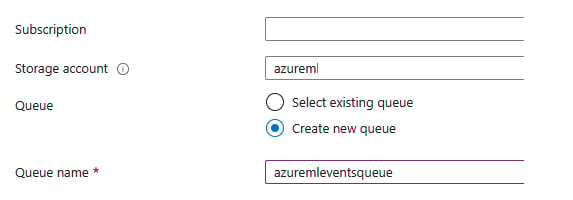 Subscription
Storage account azureml
Queue Select existing queue
Create new queue
Queue name * azuremleventsqueue